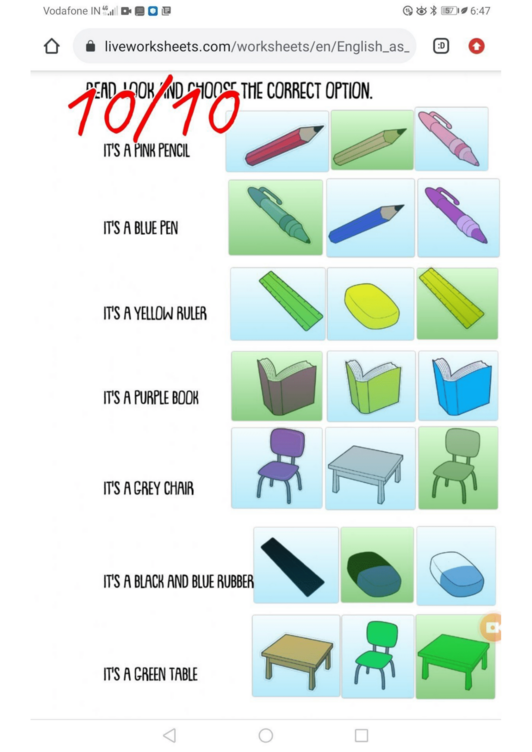 Vodafone IN 6:47
liveworksheets.com/worksheets/en/English_as_ :D
READ, LOOK AND CHOOSE THE CORRECT OPTION.
10/10
IT'S A PINK PENCIL
IT'S A BLUE PEN
IT'S A YELLOW RULER
IT'S A PURPLE BOOK
IT'S A GREY CHAIR
IT'S A BLACK AND BLUE RUBBER
IT'S A GREEN TABLE